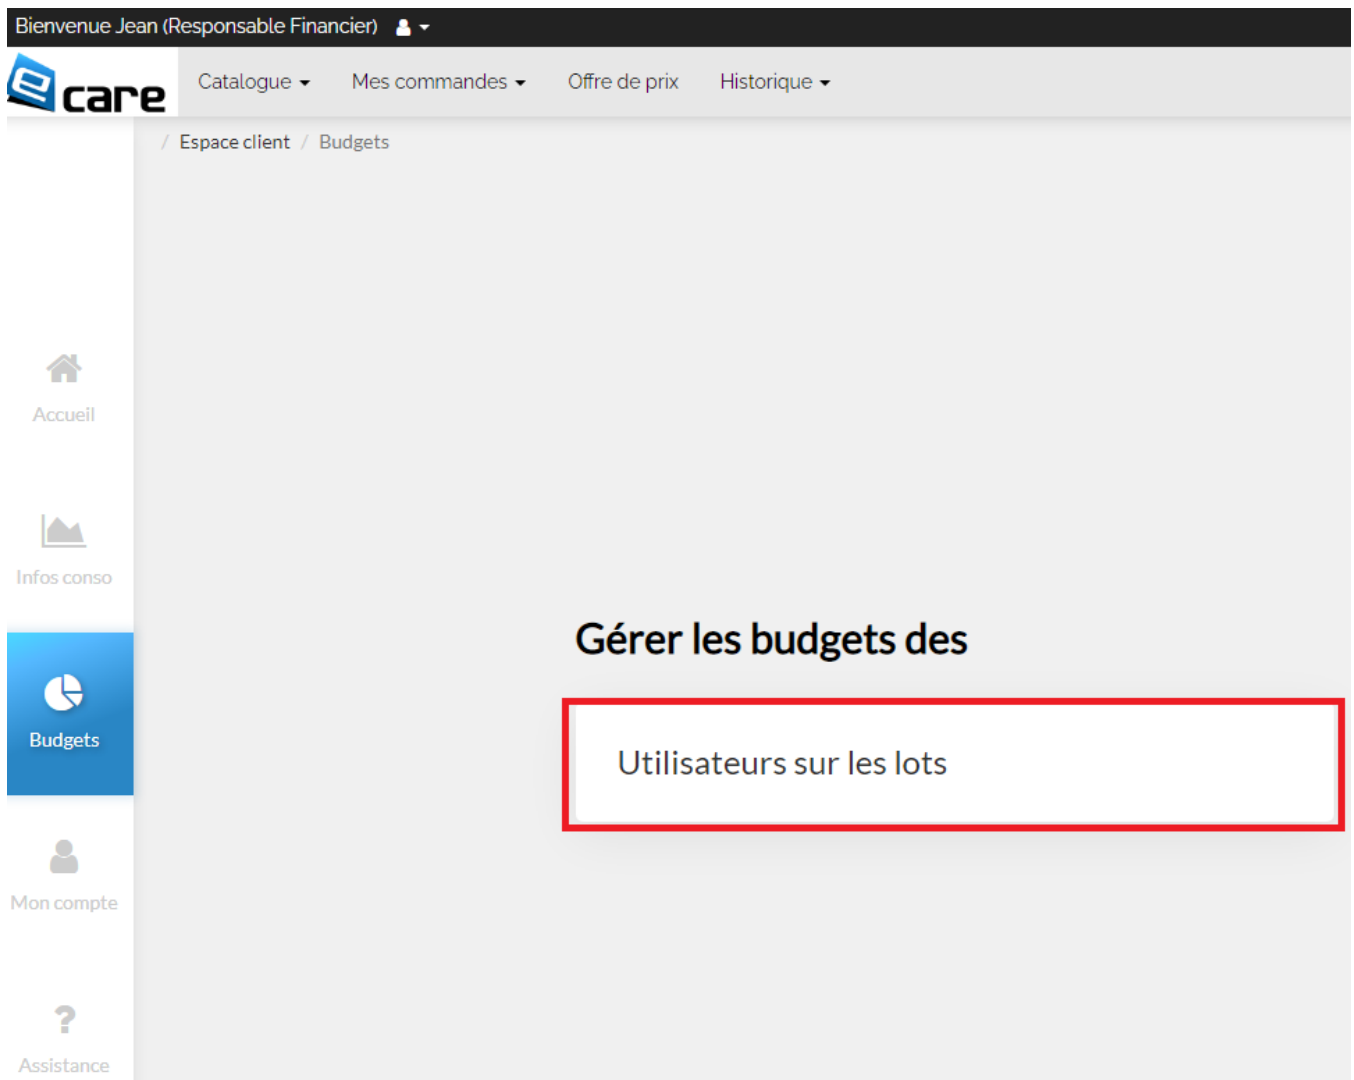 Bienvenue Jean (Responsable Financier)
e care Catalogue Mes commandes Offre de prix Historique
/ Espace client / Budgets
Accueil
Infos conso
Gérer les budgets des
Budgets
Utilisateurs sur les lots
Mon compte
?
Assistance